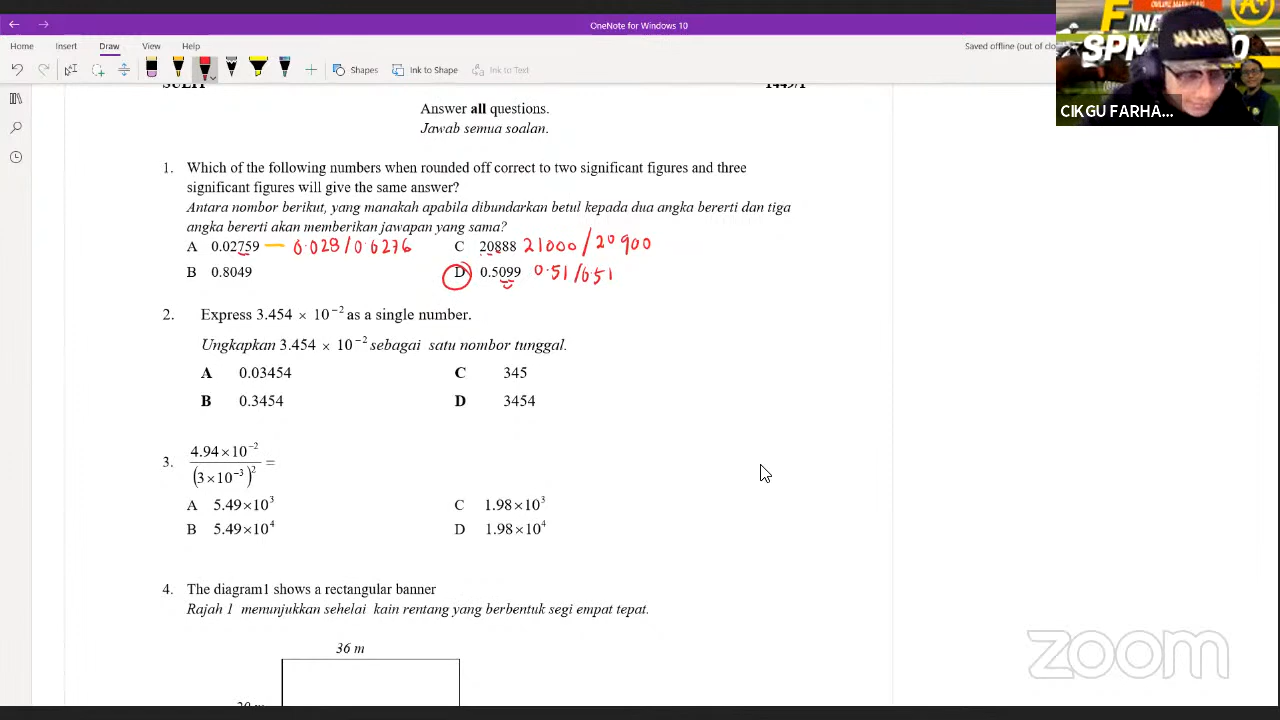 OneNote for Windows 10
Home Insert Draw View Help
Saved offline (out of
Shapes Ink to Shape Ink to Text
ONLINE MATH CLASS
FINA
SPM
A+
CIKGU FARHA...
SULIT 1449/1
Answer all questions.
Jawab semua soalan.
1. Which of the following numbers when rounded off correct to two significant figures and three
significant figures will give the same answer?
Antara nombor berikut, yang manakah apabila dibundarkan betul kepada dua angka bererti dan tiga
angka bererti akan memberikan jawapan yang sama?
A 0.02759 — 0.028/0.0276 C 20888 21000/20900
B 0.8049 D 0.5099 0.51/0.51
2. Express 3.454 × 10⁻² as a single number.
Ungkapkan 3.454 × 10⁻² sebagai satu nombor tunggal.
A 0.03454 C 345
B 0.3454 D 3454
3. 4.94×10⁻² / (3×10⁻³)² =
A 5.49×10³ C 1.98×10³
B 5.49×10⁴ D 1.98×10⁴
4. The diagram1 shows a rectangular banner
Rajah 1 menunjukkan sehelai kain rentang yang berbentuk segi empat tepat.
36 m
zoom